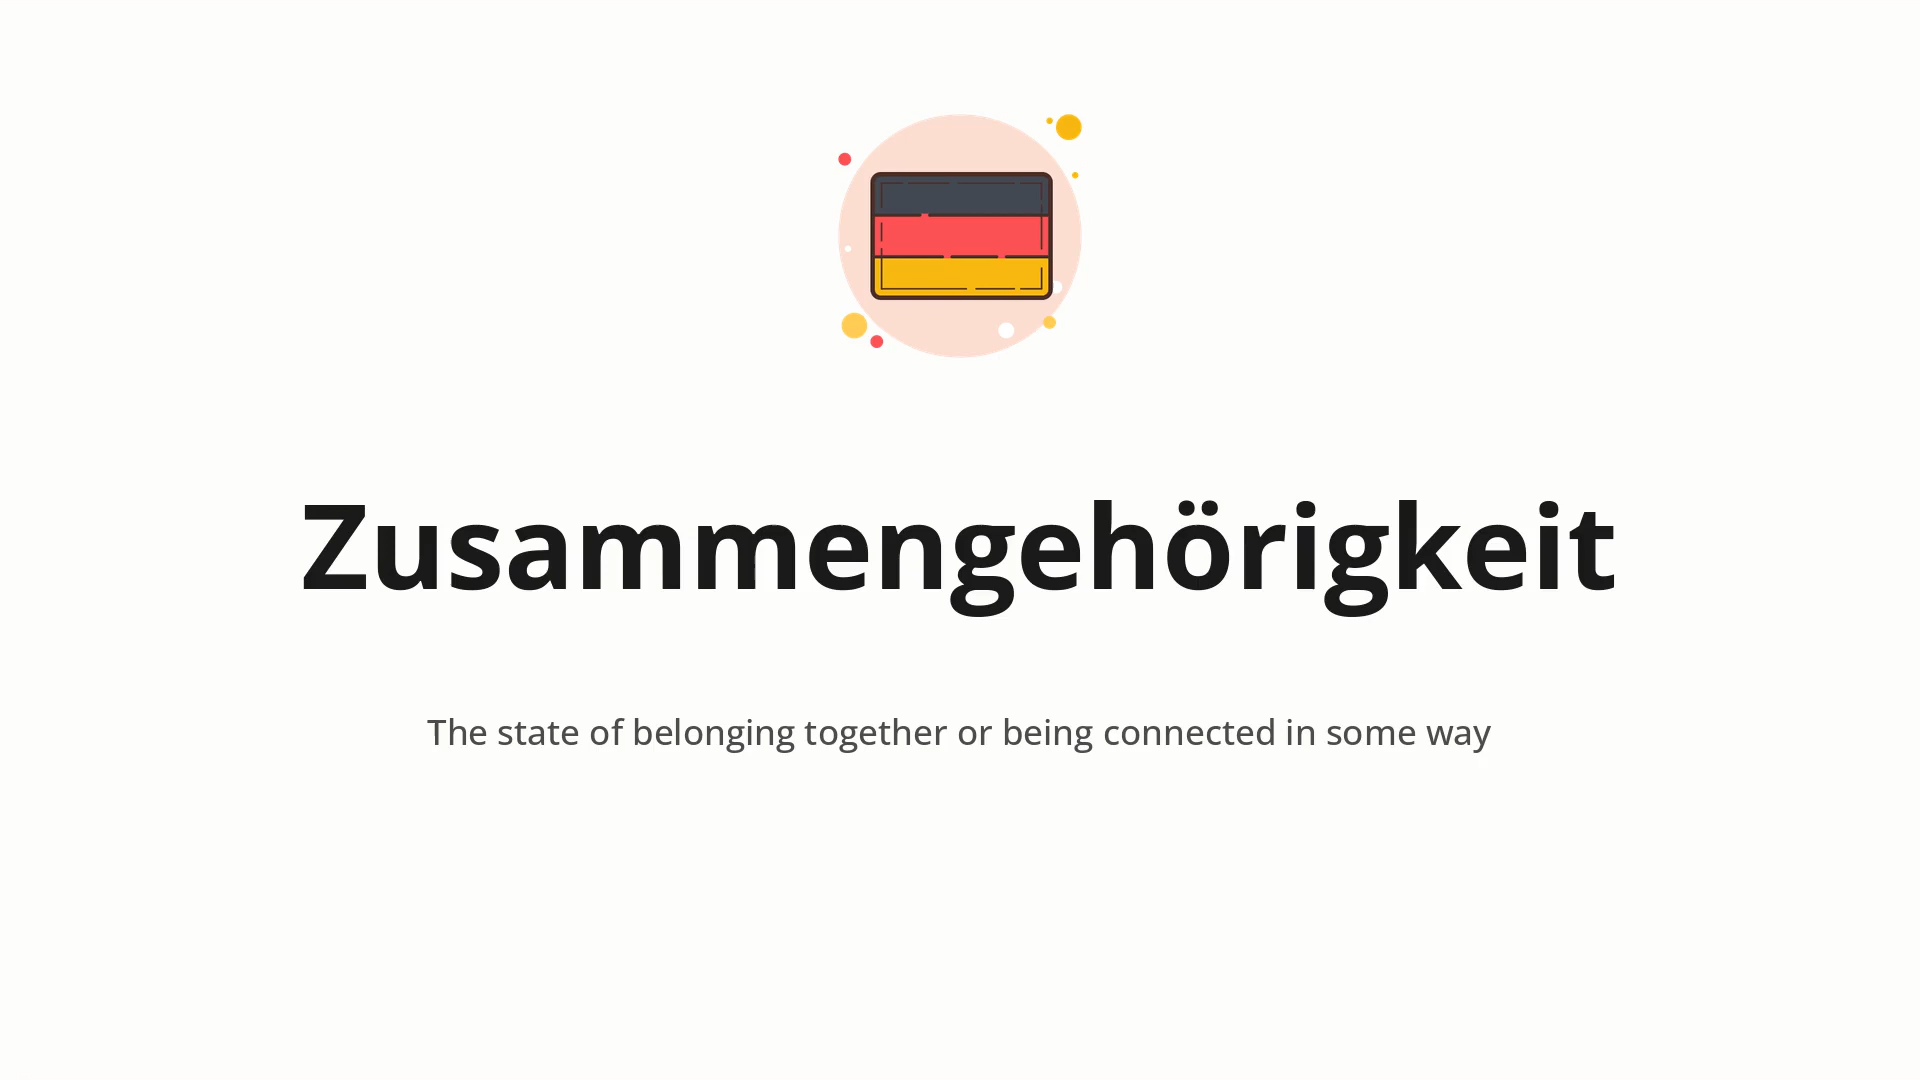 Zusammengehörigkeit
The state of belonging together or being connected in some way